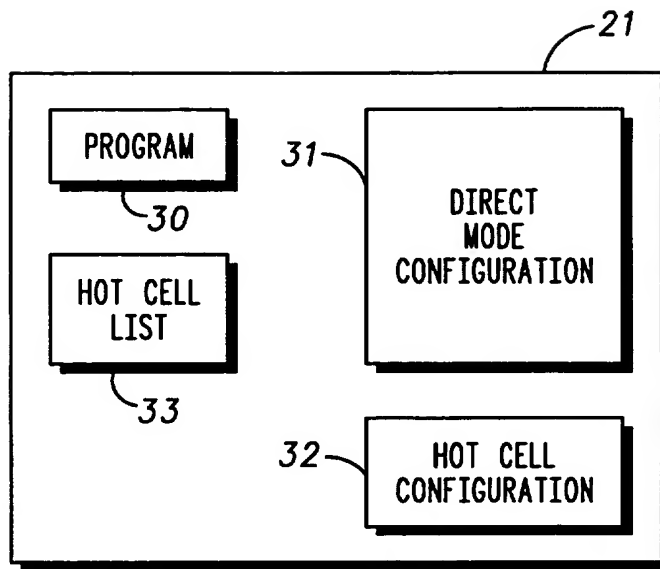 21
PROGRAM
30
31
DIRECT
MODE
CONFIGURATION
HOT CELL
LIST
33
32
HOT CELL
CONFIGURATION